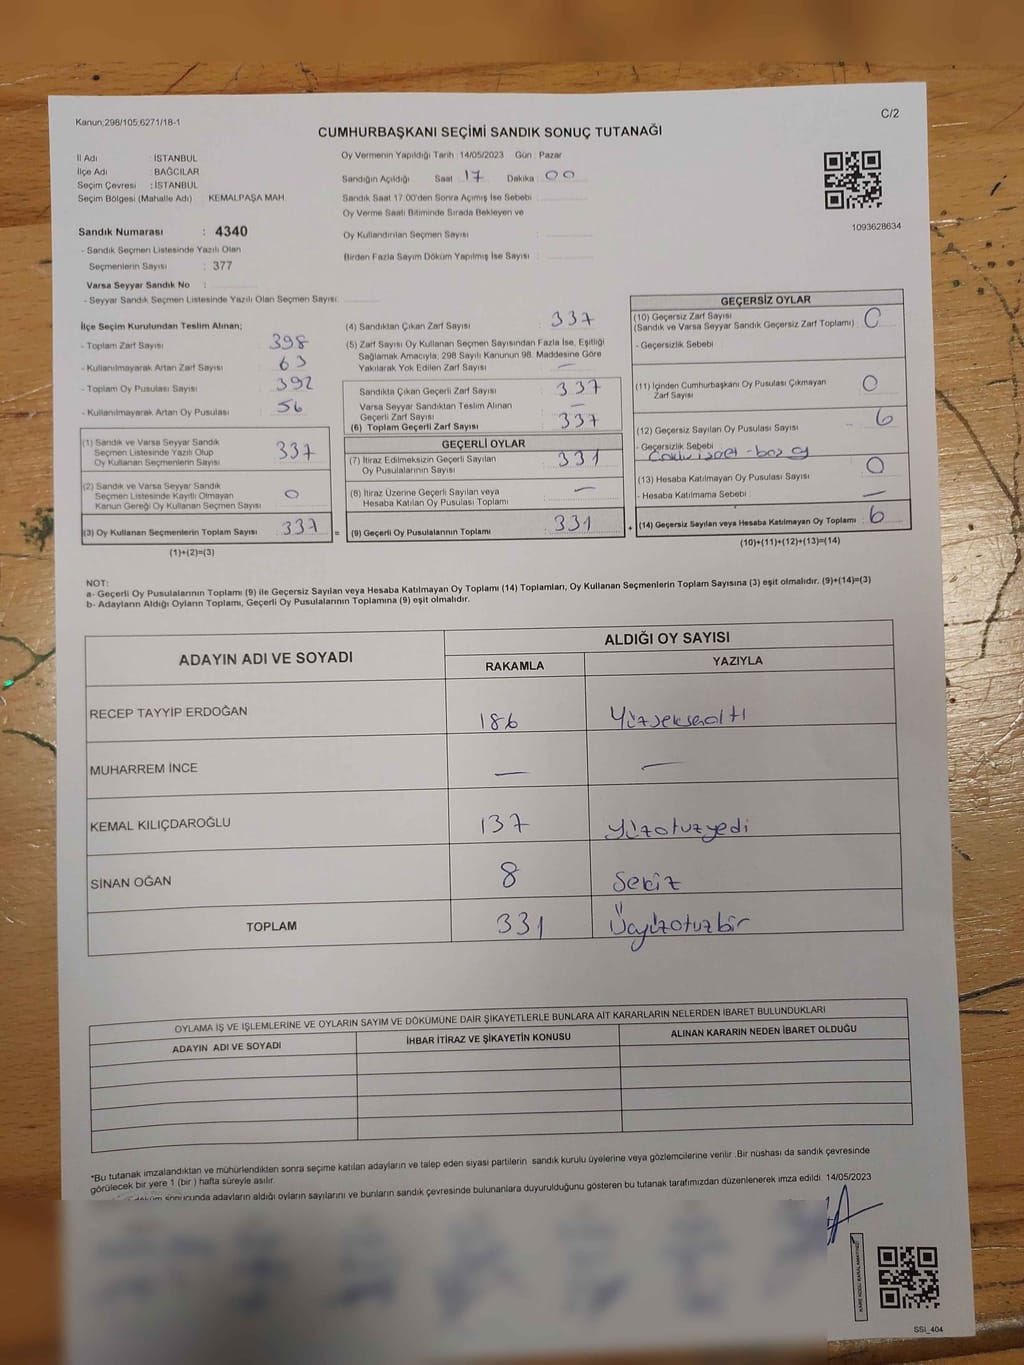 Kanun;298/105;6271/18-1
C/2
CUMHURBAŞKANI SEÇİMİ SANDIK SONUÇ TUTANAĞI
İl Adı : İSTANBUL
İlçe Adı : BAĞCILAR
Seçim Çevresi : İSTANBUL
Seçim Bölgesi (Mahalle Adı) KEMALPAŞA MAH.
Sandık Numarası : 4340
- Sandık Seçmen Listesinde Yazılı Olan
Seçmenlerin Sayısı : 377
Varsa Seyyar Sandık No :
- Seyyar Sandık Seçmen Listesinde Yazılı Olan Seçmen Sayısı:
Oy Vermenin Yapıldığı Tarih : 14/05/2023 Gün : Pazar
Sandığın Açıldığı Saat : 17 Dakika : 00
Sandık Saat 17.00'den Sonra Açımış İse Sebebi :
Oy Verme Saati Bitiminde Sırada Bekleyen ve
Oy Kullandırılan Seçmen Sayısı :
Birden Fazla Sayım Döküm Yapılmış İse Sayısı :
1093628634
İlçe Seçim Kurulundan Teslim Alınan;
- Toplam Zarf Sayısı : 398
- Kullanılmayarak Artan Zarf Sayısı : 63
- Toplam Oy Pusulası Sayısı : 392
- Kullanılmayarak Artan Oy Pusulası : 56
(1) Sandık ve Varsa Seyyar Sandık
Seçmen Listesinde Yazılı Olup
Oy Kullanan Seçmenlerin Sayısı : 337
(2) Sandık ve Varsa Seyyar Sandık
Seçmen Listesinde Kayıtlı Olmayan
Kanun Gereği Oy Kullanan Seçmen Sayısı : 0
(3) Oy Kullanan Seçmenlerin Toplam Sayısı : 337 =
(1)+(2)=(3)
(4) Sandıktan Çıkan Zarf Sayısı : 337
(5) Zarf Sayısı Oy Kullanan Seçmen Sayısından Fazla İse, Eşitliği
Sağlamak Amacıyla, 298 Sayılı Kanunun 98. Maddesine Göre
Yakılarak Yok Edilen Zarf Sayısı : —
Sandıkta Çıkan Geçerli Zarf Sayısı : 337
Varsa Seyyar Sandıktan Teslim Alınan
Geçerli Zarf Sayısı : —
(6) Toplam Geçerli Zarf Sayısı : 337
GEÇERLİ OYLAR
(7) İtiraz Edilmeksizin Geçerli Sayılan
Oy Pusulalarının Sayısı : 331
(8) İtiraz Üzerine Geçerli Sayılan veya
Hesaba Katılan Oy Pusulası Toplamı : —
(9) Geçerli Oy Pusulalarının Toplamı : 331 +
GEÇERSİZ OYLAR
(10) Geçersiz Zarf Sayısı
(Sandık ve Varsa Seyyar Sandık Geçersiz Zarf Toplamı) : 0
- Geçersizlik Sebebi :
(11) İçinden Cumhurbaşkanı Oy Pusulası Çıkmayan
Zarf Sayısı : 0
(12) Geçersiz Sayılan Oy Pusulası Sayısı : 6
- Geçersizlik Sebebi : - boş oy
(13) Hesaba Katılmayan Oy Pusulası Sayısı : 0
- Hesaba Katılmama Sebebi : —
(14) Geçersiz Sayılan veya Hesaba Katılmayan Oy Toplamı : 6
(10)+(11)+(12)+(13)=(14)
NOT:
a- Geçerli Oy Pusulalarının Toplamı (9) ile Geçersiz Sayılan veya Hesaba Katılmayan Oy Toplamı (14) Toplamları, Oy Kullanan Seçmenlerin Toplam Sayısına (3) eşit olmalıdır. (9)+(14)=(3)
b- Adayların Aldığı Oyların Toplamı, Geçerli Oy Pusulalarının Toplamına (9) eşit olmalıdır.
ADAYIN ADI VE SOYADI ALDIĞI OY SAYISI
RAKAMLA YAZIYLA
RECEP TAYYİP ERDOĞAN 186 Yüzseksenaltı
MUHARREM İNCE — —
KEMAL KILIÇDAROĞLU 137 Yüzotuzyedi
SİNAN OĞAN 8 Sekiz
TOPLAM 331 Üçyüzotuzbir
OYLAMA İŞ VE İŞLEMLERİNE VE OYLARIN SAYIM VE DÖKÜMÜNE DAİR ŞİKAYETLERLE BUNLARA AİT KARARLARIN NELERDEN İBARET BULUNDUKLARI
ADAYIN ADI VE SOYADI İHBAR İTİRAZ VE ŞİKAYETİN KONUSU ALINAN KARARIN NEDEN İBARET OLDUĞU
*Bu tutanak imzalandıktan ve mühürlendikten sonra seçime katılan adayların ve talep eden siyasi partilerin sandık kurulu üyelerine veya gözlemcilerine verilir .Bir nüshası da sandık çevresinde
görülecek bir yere 1 (bir ) hafta süreyle asılır.
sonucunda adayların aldığı oyların sayılarını ve bunların sandık çevresinde bulunanlara duyurulduğunu gösteren bu tutanak tarafımızdan düzenlenerek imza edildi. 14/05/2023
SSI_404